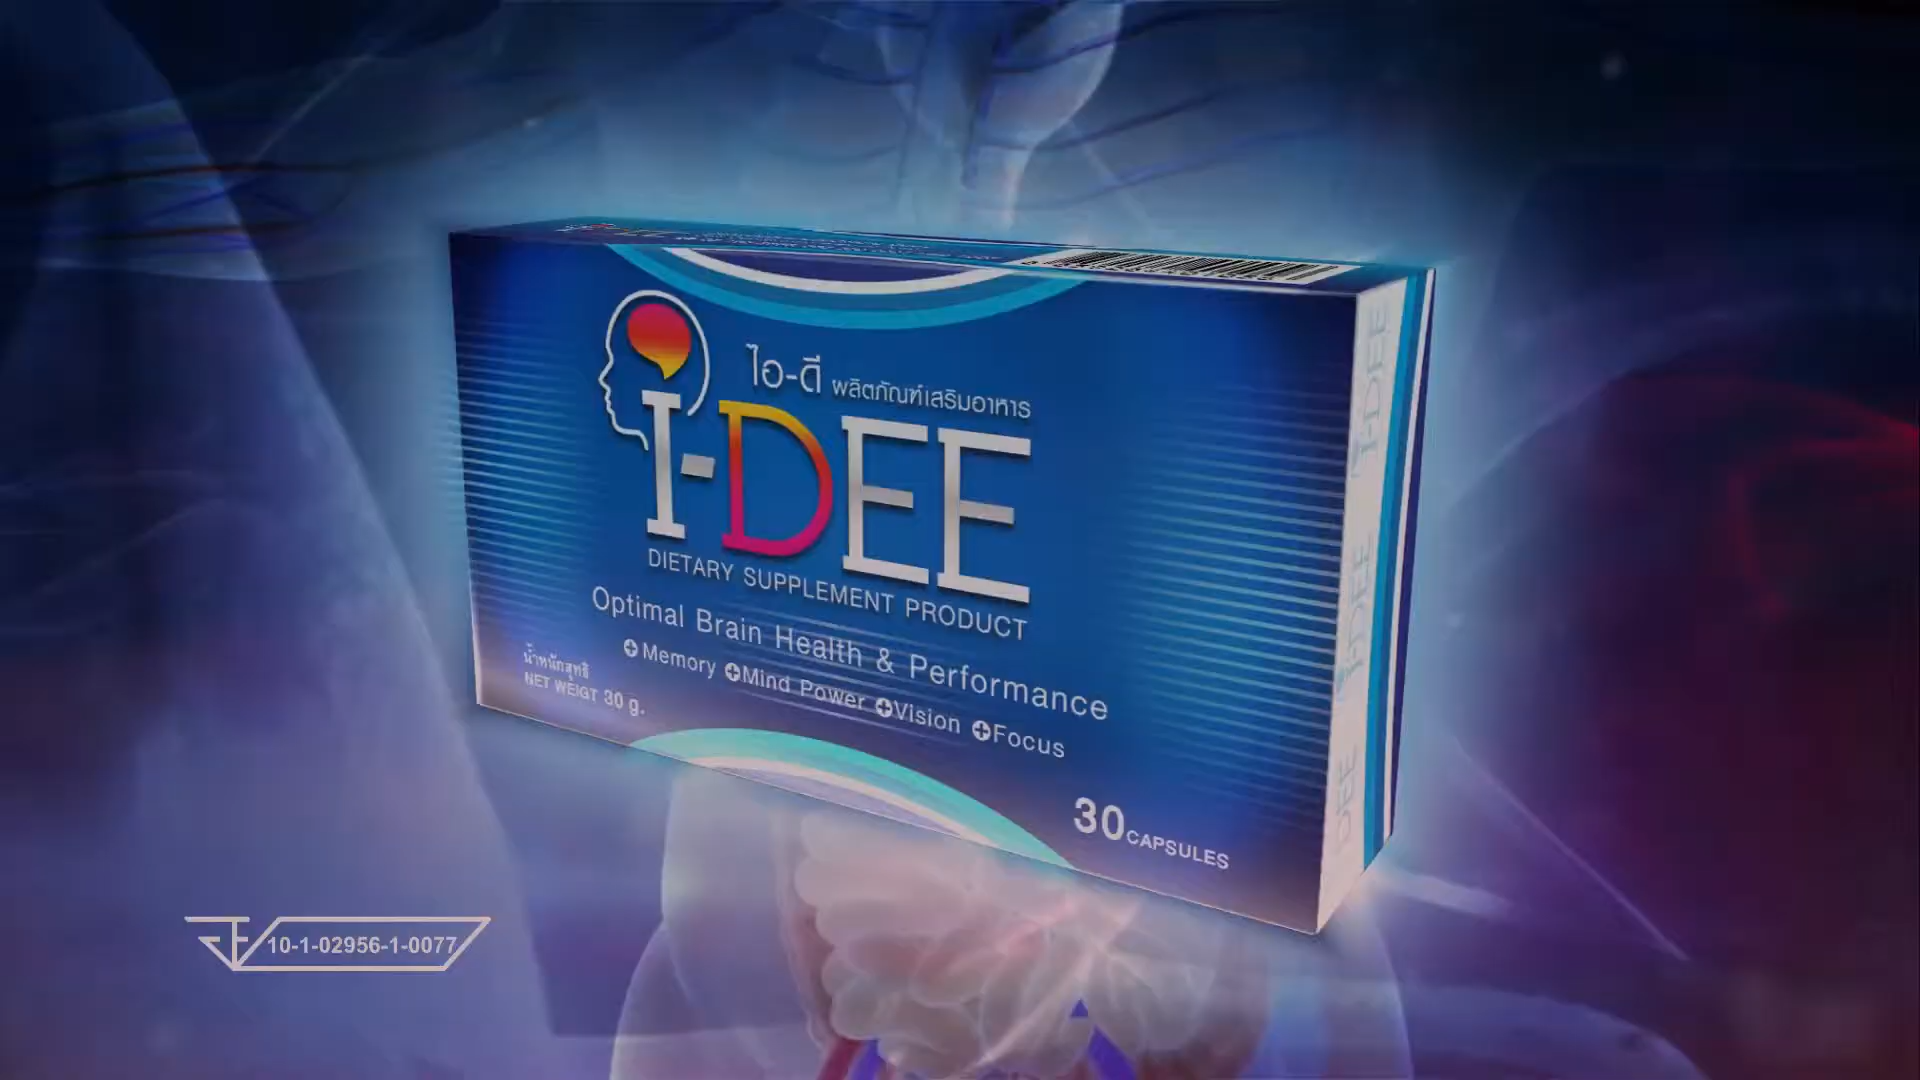 ไอ-ดี ผลิตภัณฑ์เสริมอาหาร
I-DEE
DIETARY SUPPLEMENT PRODUCT
Optimal Brain Health & Performance
Memory Mind Power Vision Focus
น้ำหนักสุทธิ
NET WEIGT 30 g.
30 CAPSULES
I-DEE
I-DEE
DEE
10-1-02956-1-0077